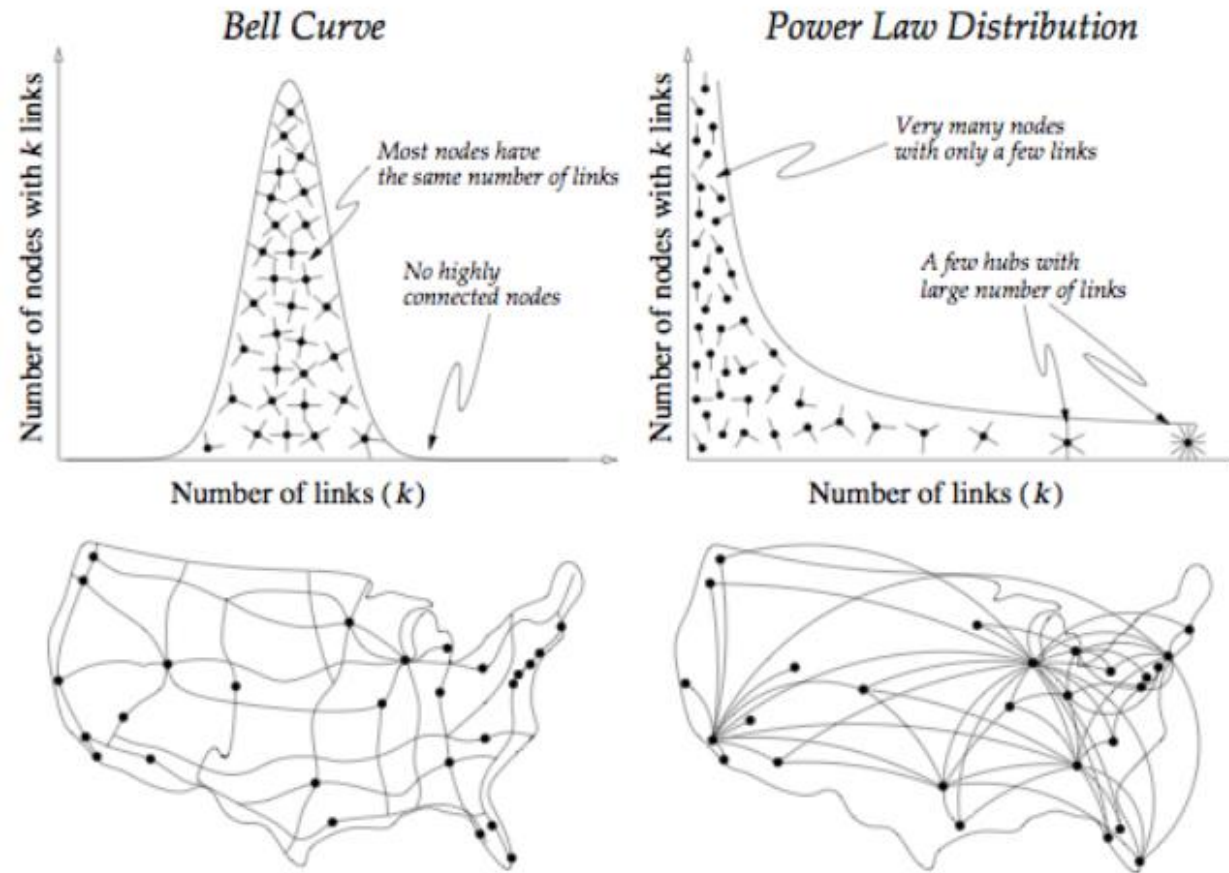 Bell Curve
Number of nodes with k links
Most nodes have
the same number of links
No highly
connected nodes
Number of links (k)
Power Law Distribution
Number of nodes with k links
Very many nodes
with only a few links
A few hubs with
large number of links
Number of links (k)